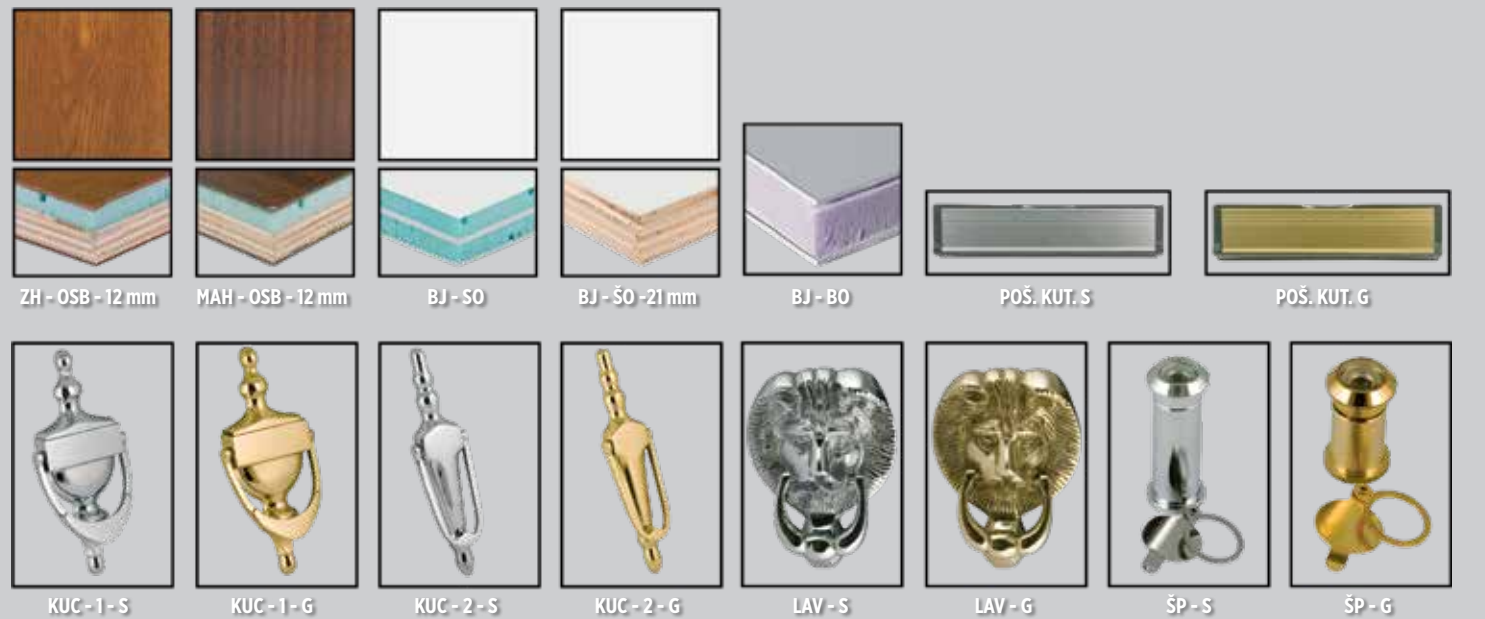 ZH - OSB - 12 mm
MAH - OSB - 12 mm
BJ - SO
BJ - ŠO -21 mm
BJ - BO
POŠ. KUT. S
POŠ. KUT. G
KUC - 1 - S
KUC - 1 - G
KUC - 2 - S
KUC - 2 - G
LAV - S
LAV - G
ŠP - S
ŠP - G